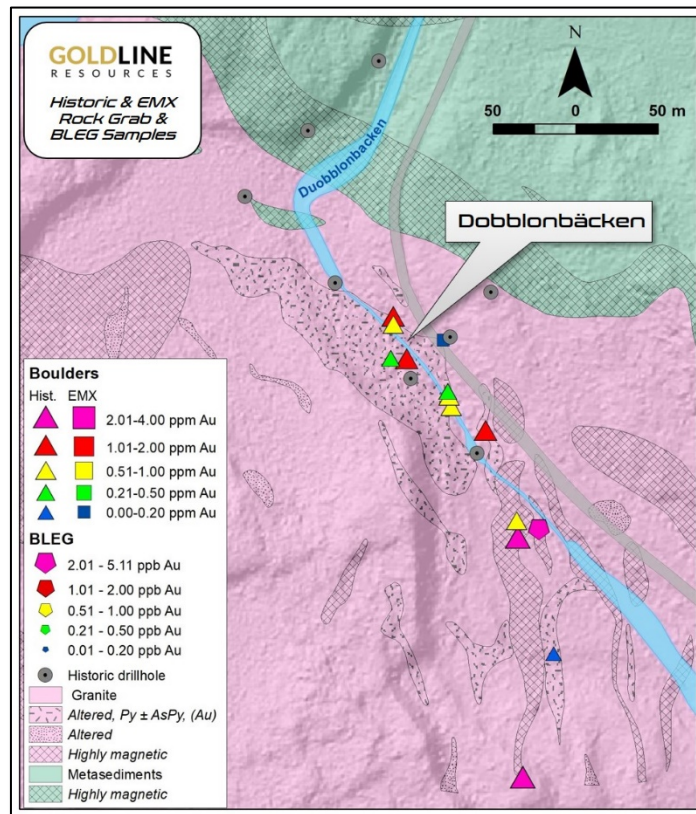 GOLDLINE
RESOURCES
Historic & EMX
Rock Grab &
BLEG Samples
N
50 0 50 m
Duobblonbacken
Dobblonbäcken
Boulders
Hist. EMX
2.01-4.00 ppm Au
1.01-2.00 ppm Au
0.51-1.00 ppm Au
0.21-0.50 ppm Au
0.00-0.20 ppm Au
BLEG
2.01 - 5.11 ppb Au
1.01 - 2.00 ppb Au
0.51 - 1.00 ppb Au
0.21 - 0.50 ppb Au
0.01 - 0.20 ppb Au
Historic drillhole
Granite
Altered, Py ± AsPy, (Au)
Altered
Highly magnetic
Metasediments
Highly magnetic